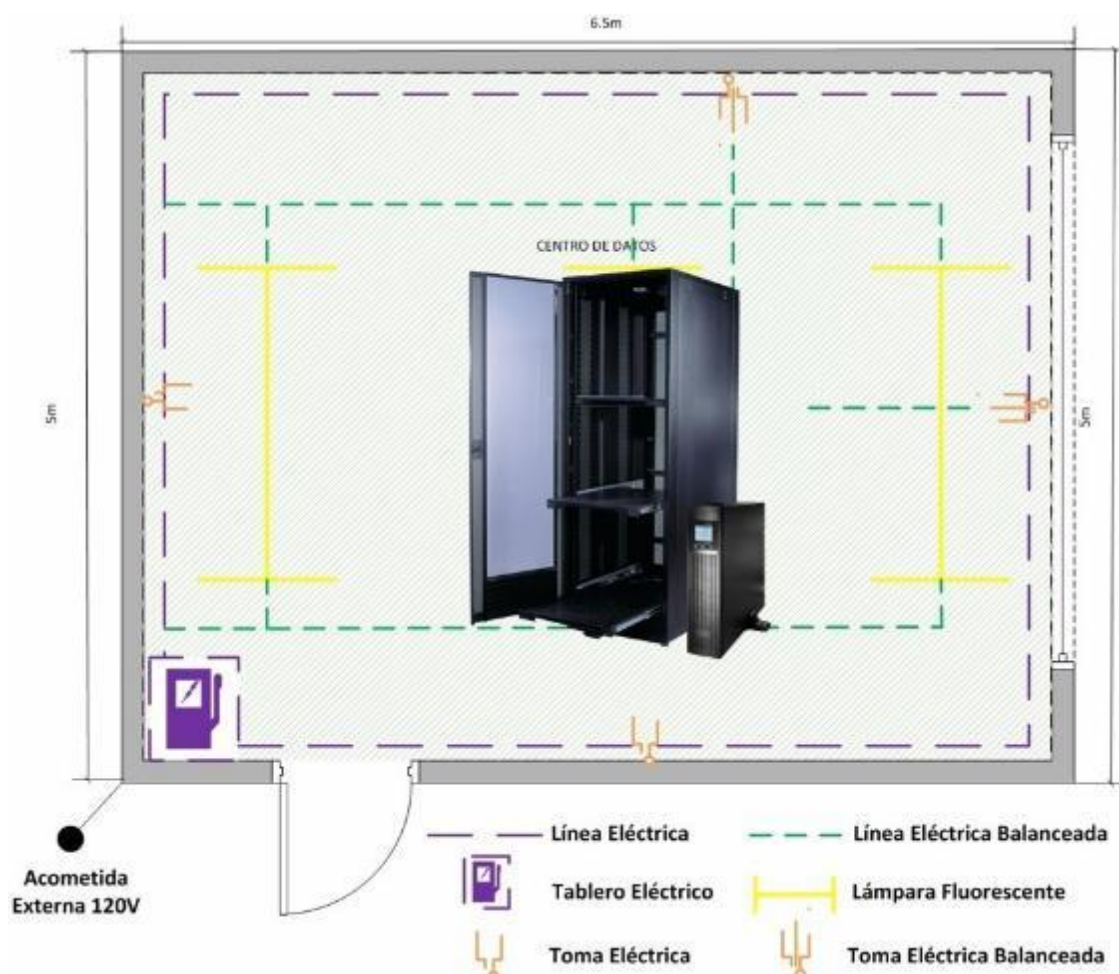 6.5m
CENTRO DE DATOS
5m
5m
Línea Eléctrica
Línea Eléctrica Balanceada
Acometida
Externa 120V
Tablero Eléctrico
Lámpara Fluorescente
Toma Eléctrica
Toma Eléctrica Balanceada